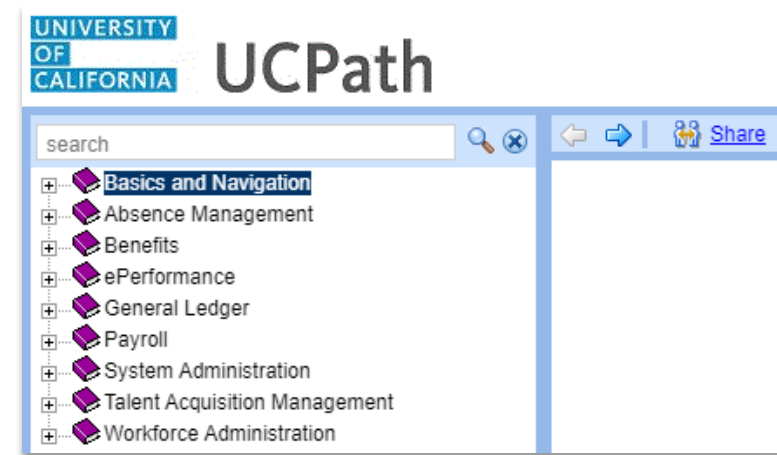 UNIVERSITY
OF
CALIFORNIA
UCPath
search
Share
Basics and Navigation
Absence Management
Benefits
ePerformance
General Ledger
Payroll
System Administration
Talent Acquisition Management
Workforce Administration